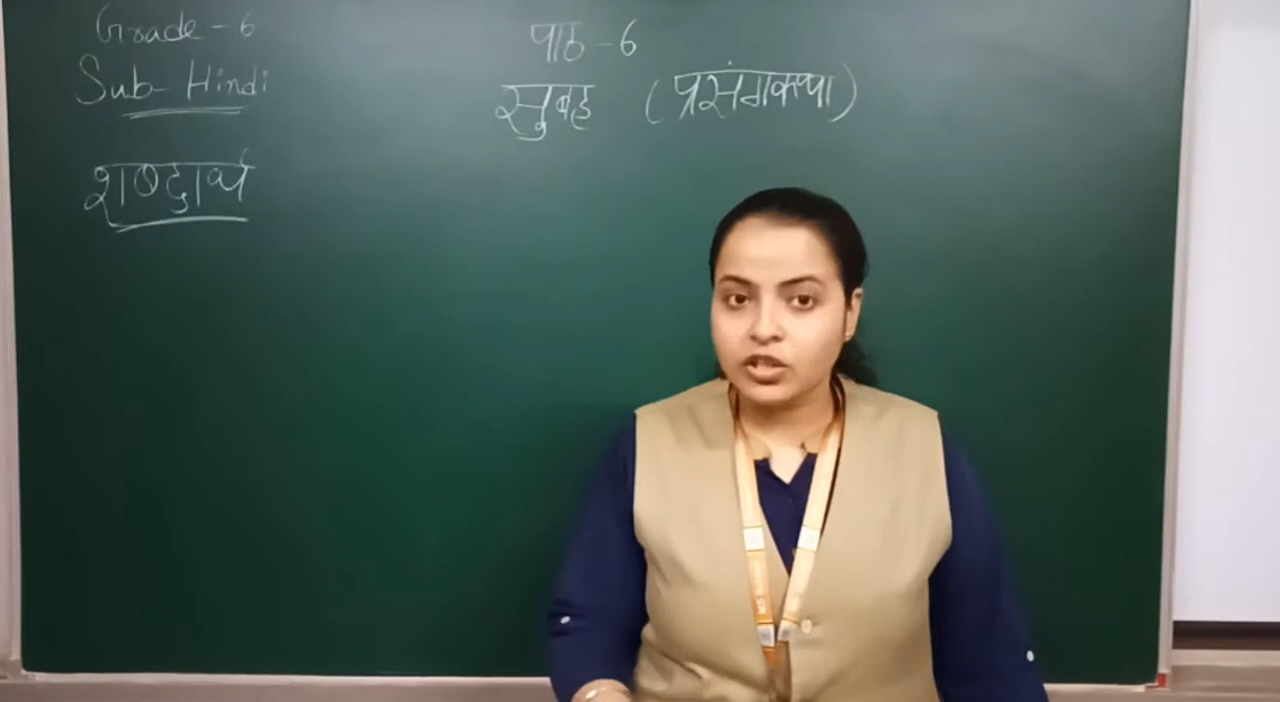 Grade - 6
Sub- Hindi
शब्दार्थ
पाठ - 6
सुबह (प्रसंगकथा)